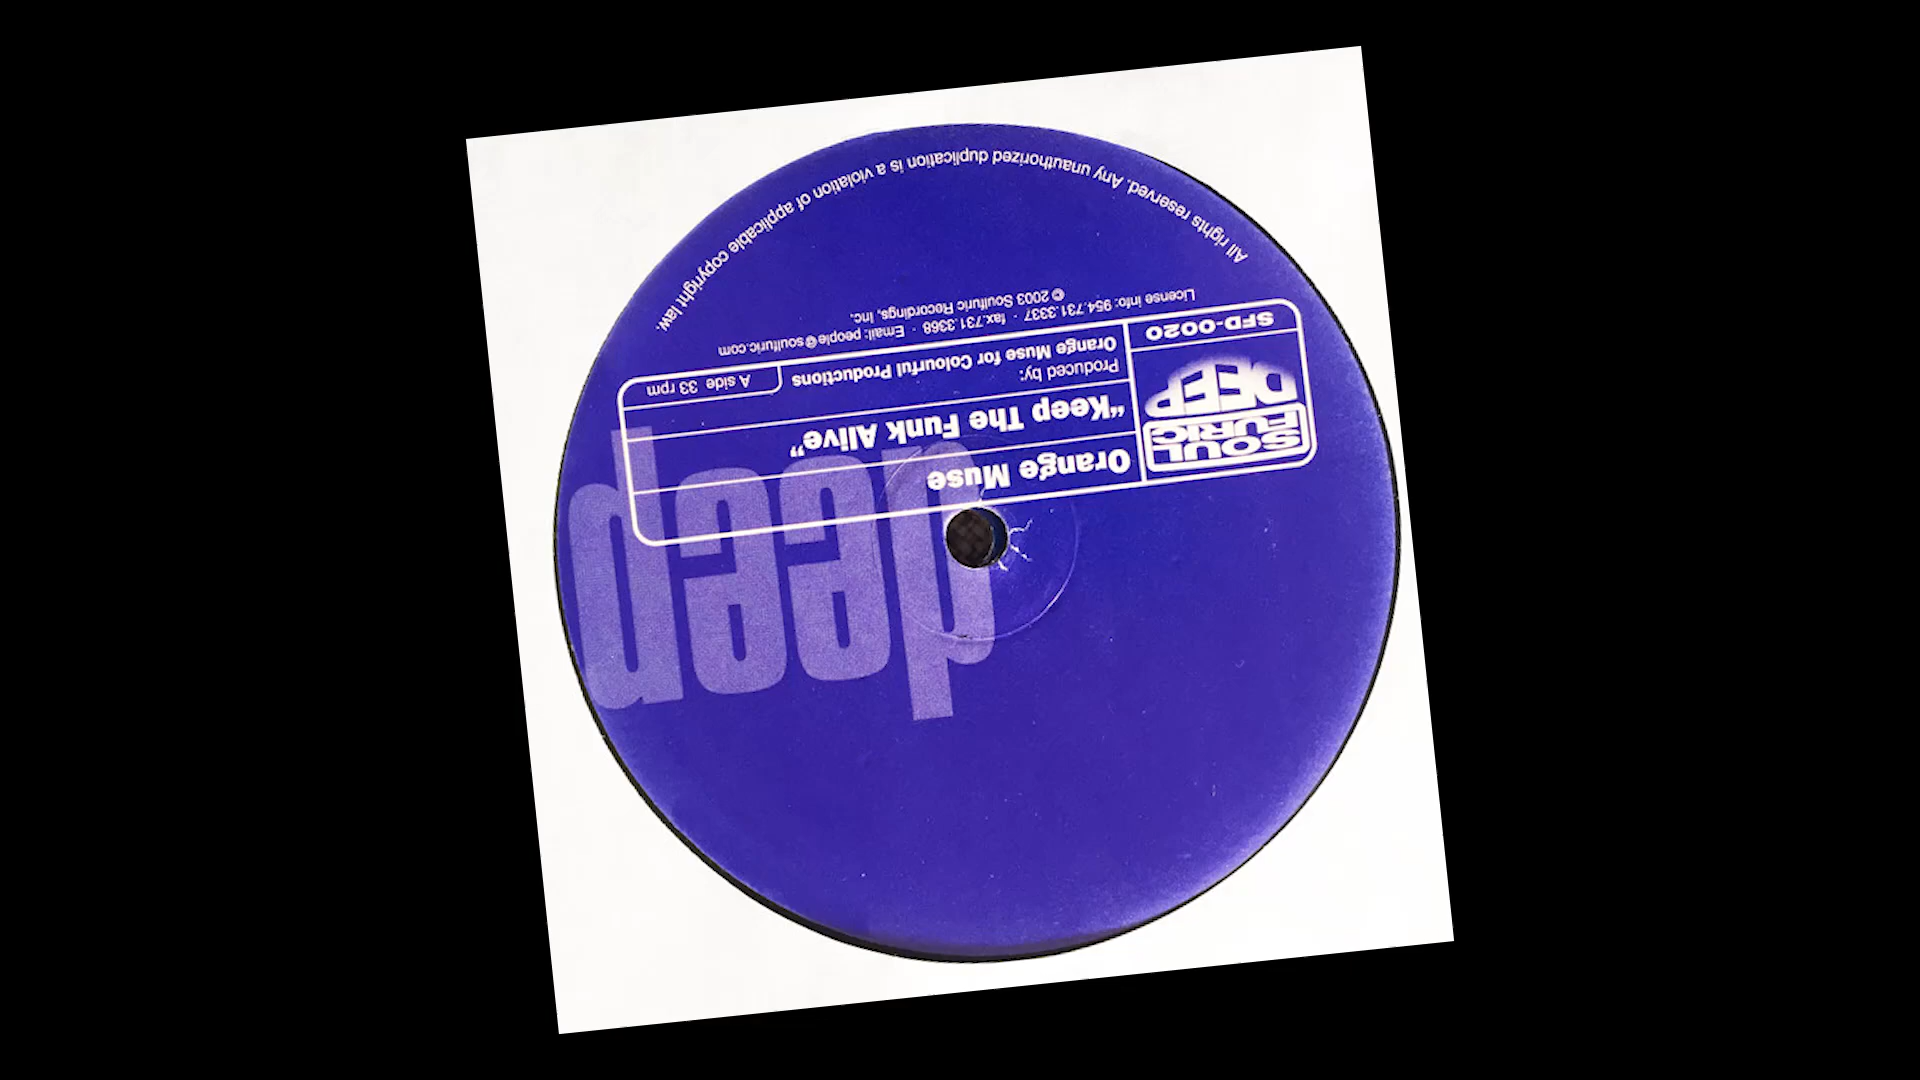 deep
SOUL
FURIC
DEEP
SFD-0020
Orange Muse
“Keep The Funk Alive”
Produced by:
Orange Muse for Colourful Productions
A side 33 rpm
License info: 954.731.3337 · fax.731.3368 · Email: people@soulfuric.com
© 2003 Soulfuric Recordings, Inc.
All rights reserved. Any unauthorized duplication is a violation of applicable copyright law.